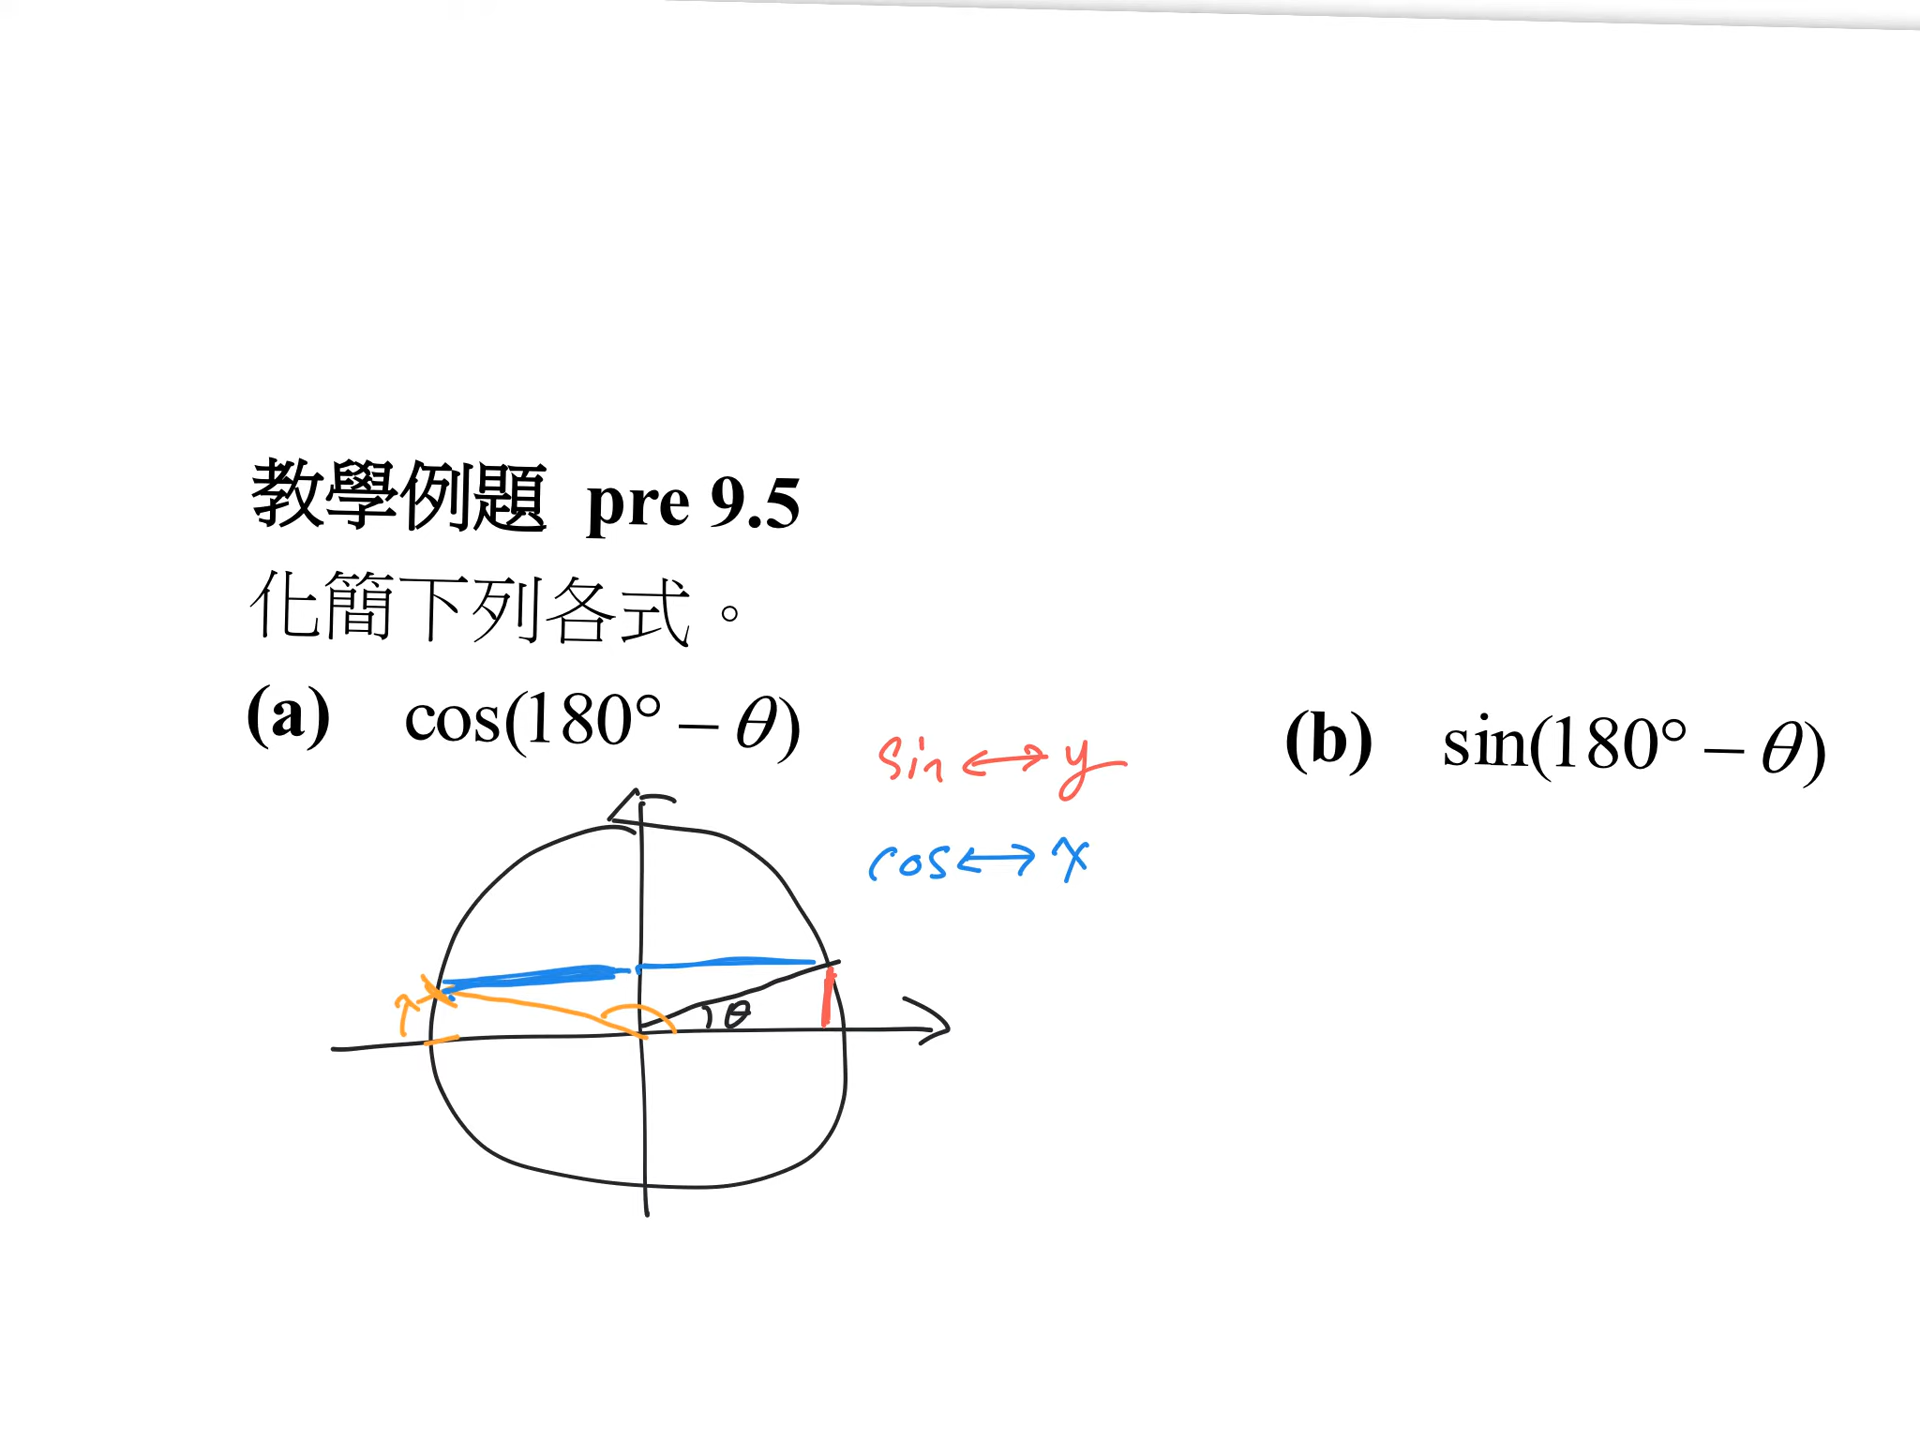 教學例題 pre 9.5
化簡下列各式。
(a) cos(180° − θ)
(b) sin(180° − θ)
sin ↔ y
cos ↔ x
θ